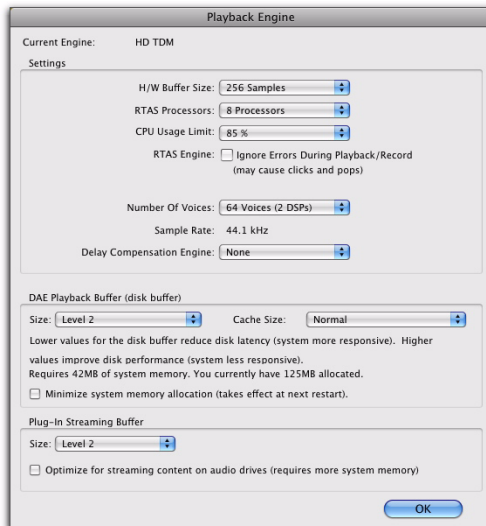 Playback Engine
Current Engine: HD TDM
Settings
H/W Buffer Size: 256 Samples
RTAS Processors: 8 Processors
CPU Usage Limit: 85 %
RTAS Engine: Ignore Errors During Playback/Record
(may cause clicks and pops)
Number Of Voices: 64 Voices (2 DSPs)
Sample Rate: 44.1 kHz
Delay Compensation Engine: None
DAE Playback Buffer (disk buffer)
Size: Level 2 Cache Size: Normal
Lower values for the disk buffer reduce disk latency (system more responsive). Higher
values improve disk performance (system less responsive).
Requires 42MB of system memory. You currently have 125MB allocated.
Minimize system memory allocation (takes effect at next restart).
Plug-In Streaming Buffer
Size: Level 2
Optimize for streaming content on audio drives (requires more system memory)
OK